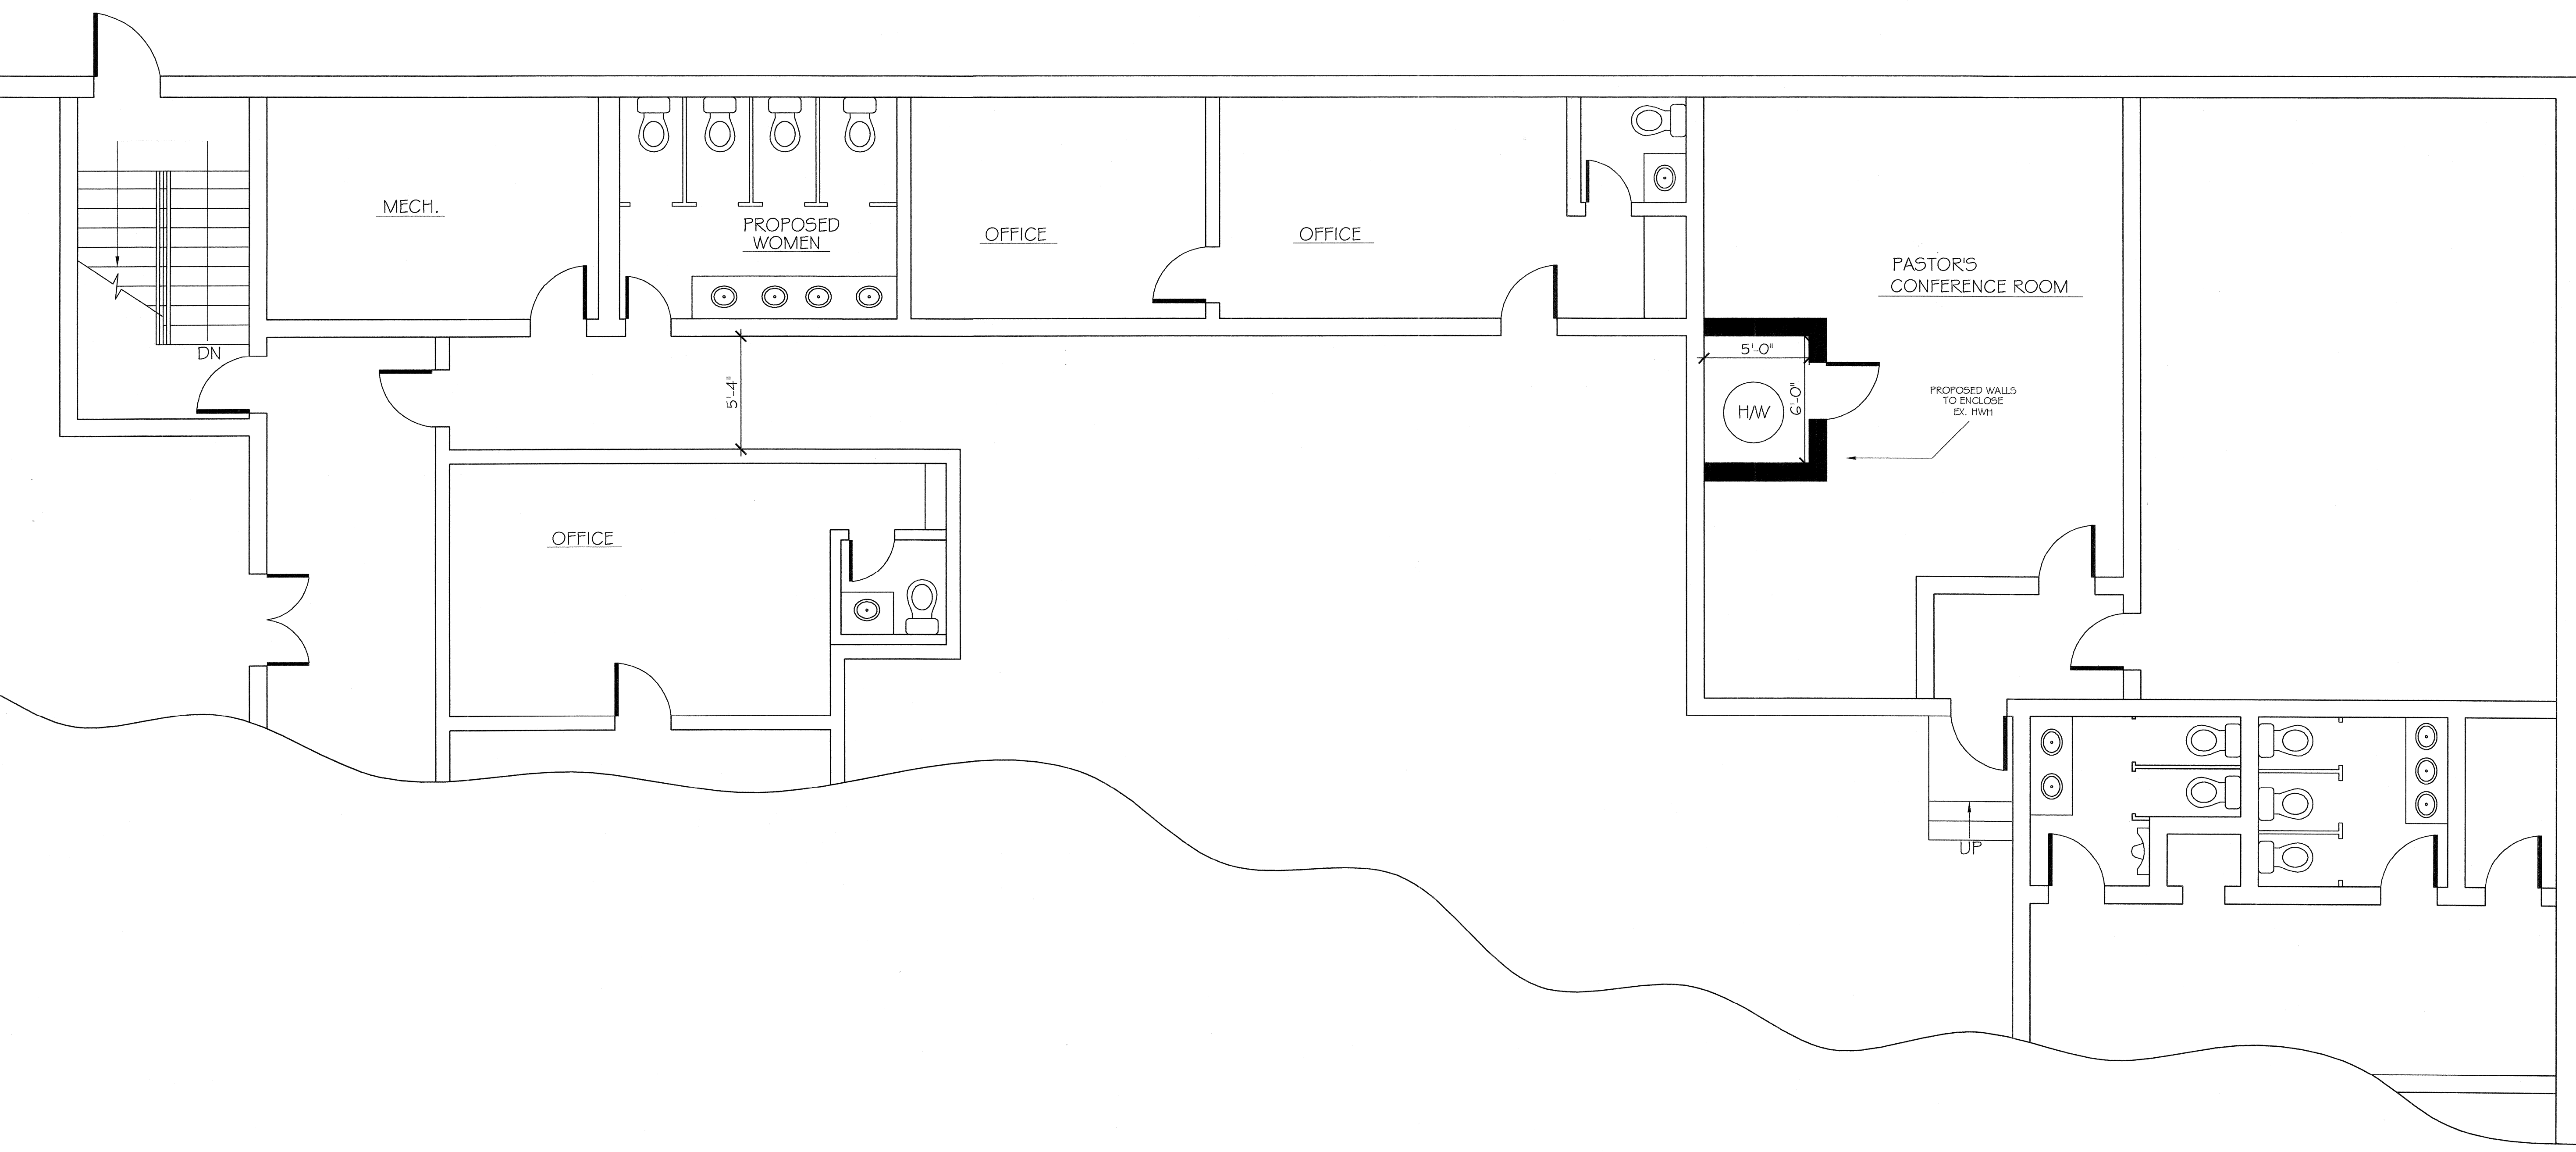 MECH.
PROPOSED
WOMEN
OFFICE
OFFICE
PASTOR'S
CONFERENCE ROOM
DN
5'-4"
5'-0"
6'-0"
H/W
PROPOSED WALLS
TO ENCLOSE
EX. HWH
OFFICE
UP